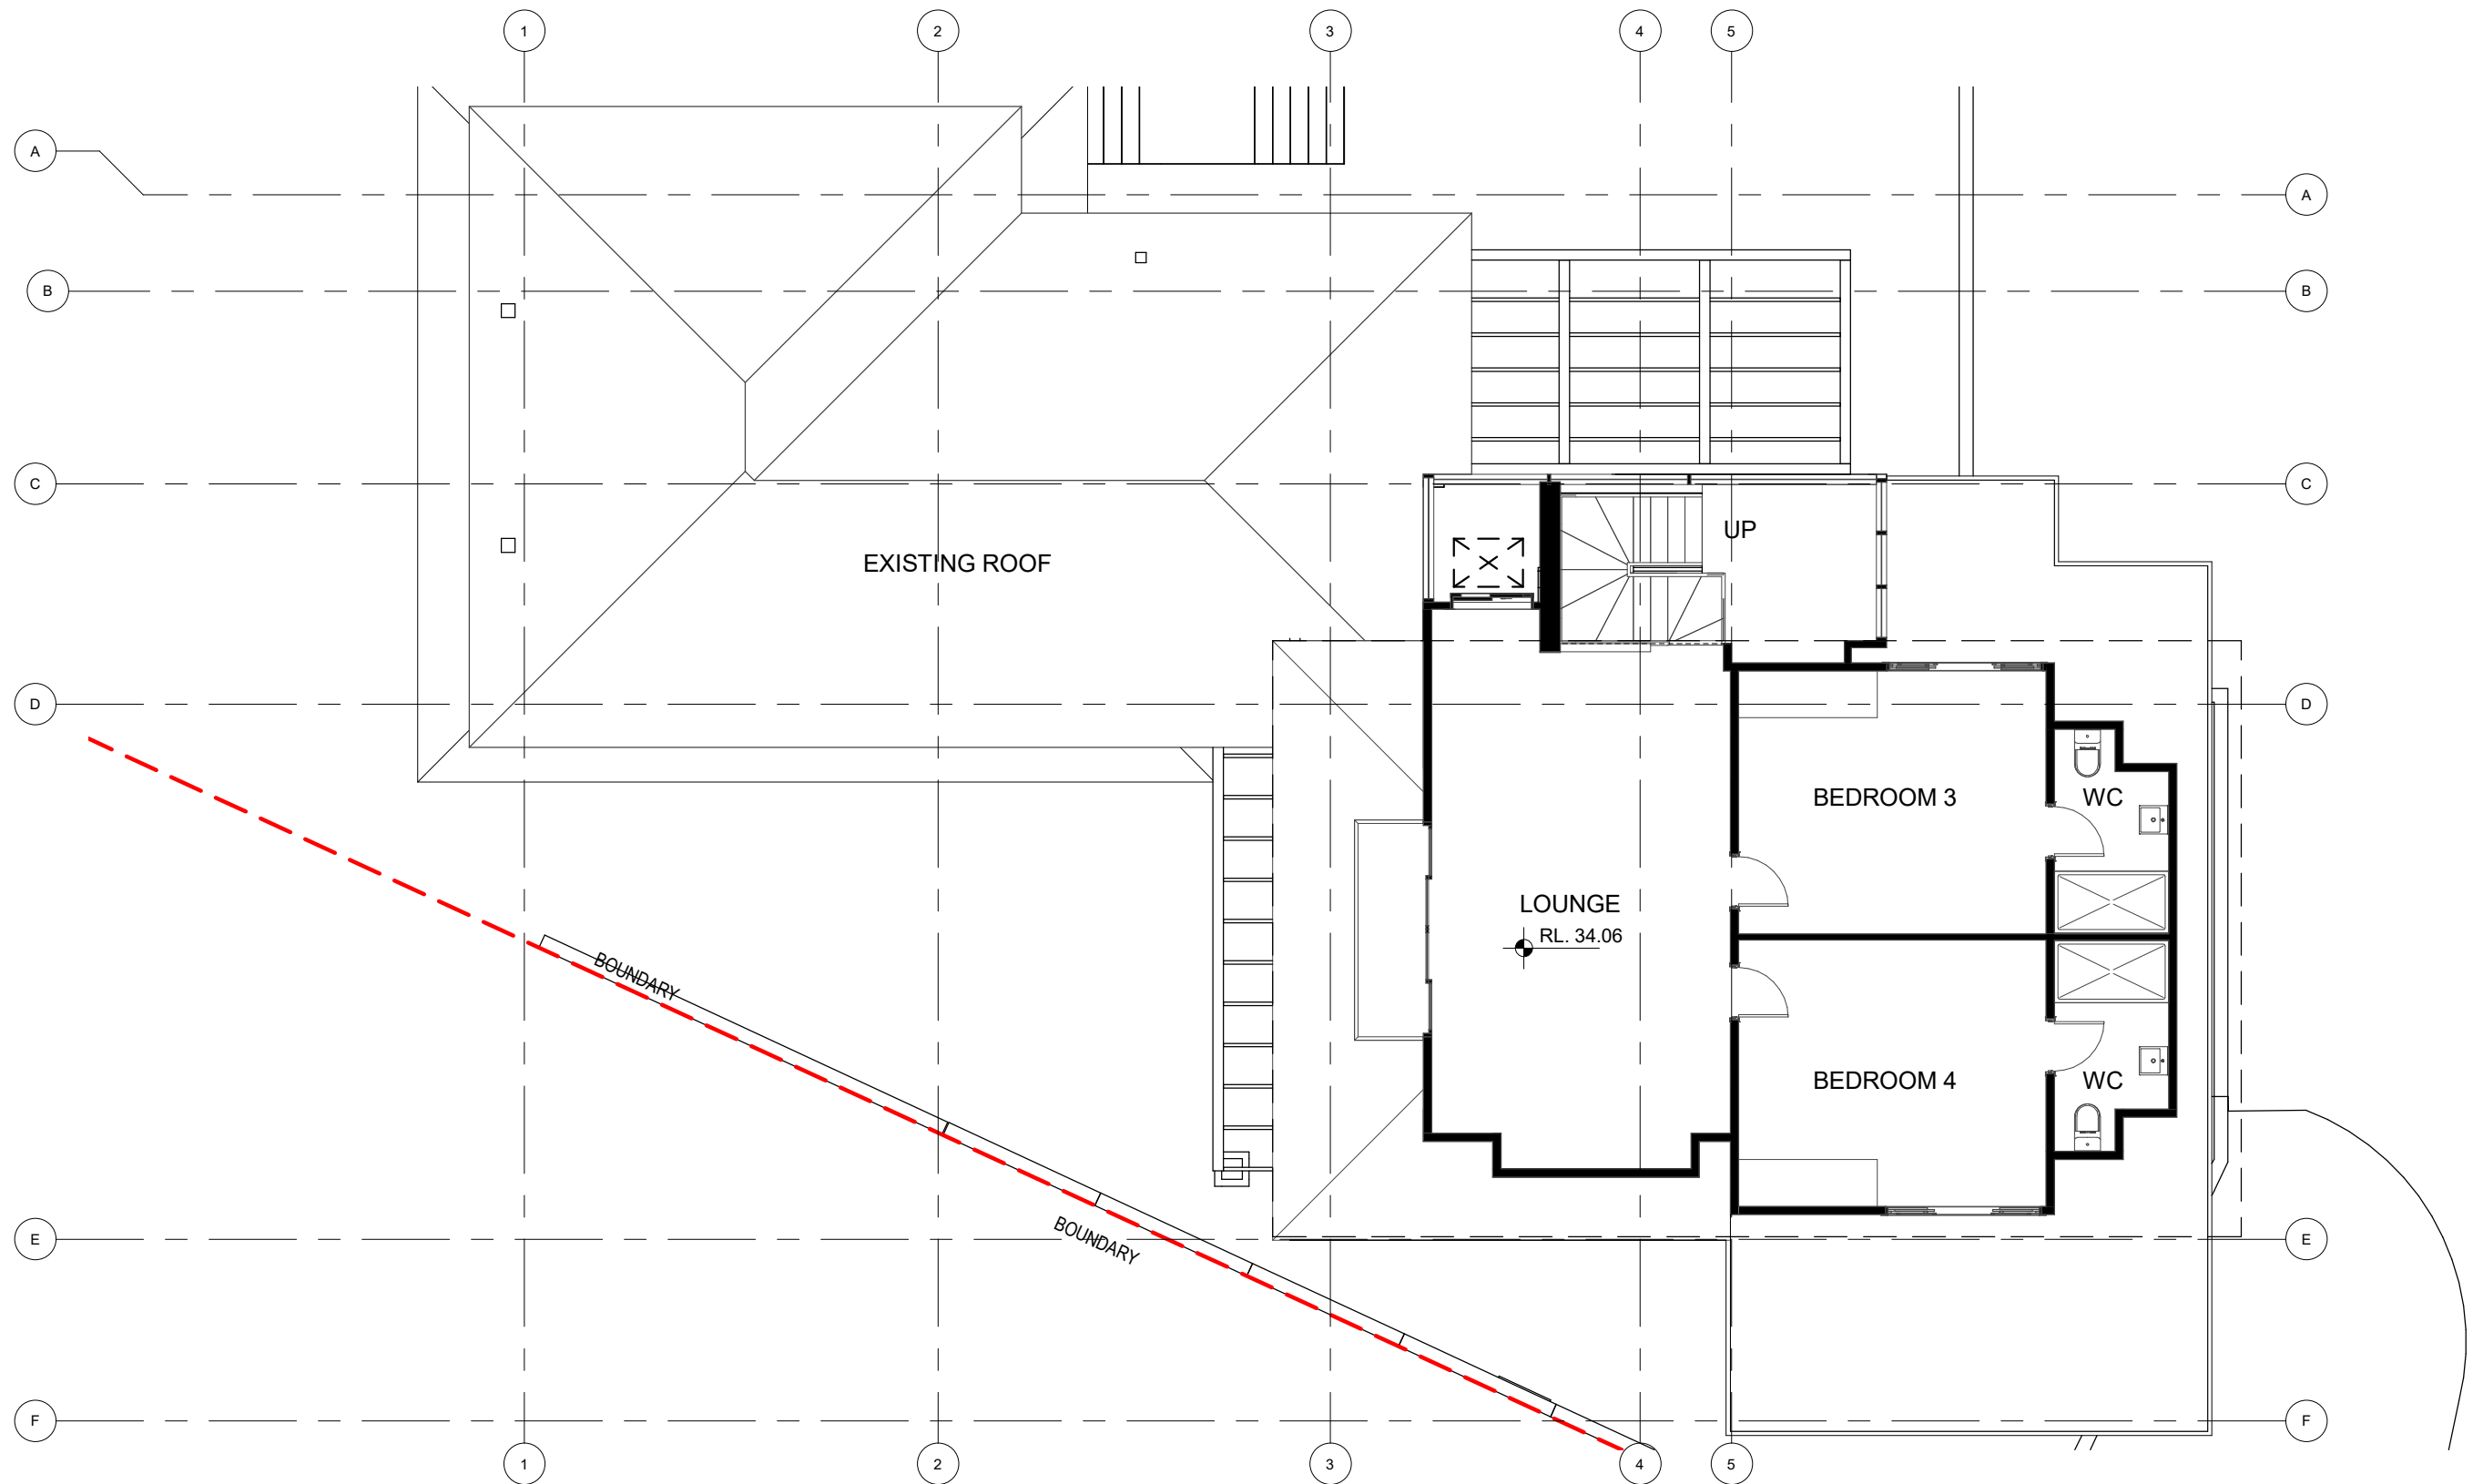 1 2 3 4 5
A A
B B
C C
UP
EXISTING ROOF
D D
BEDROOM 3 WC
LOUNGE
RL. 34.06
BOUNDARY
BEDROOM 4 WC
BOUNDARY
E E
F F
1 2 3 4 5